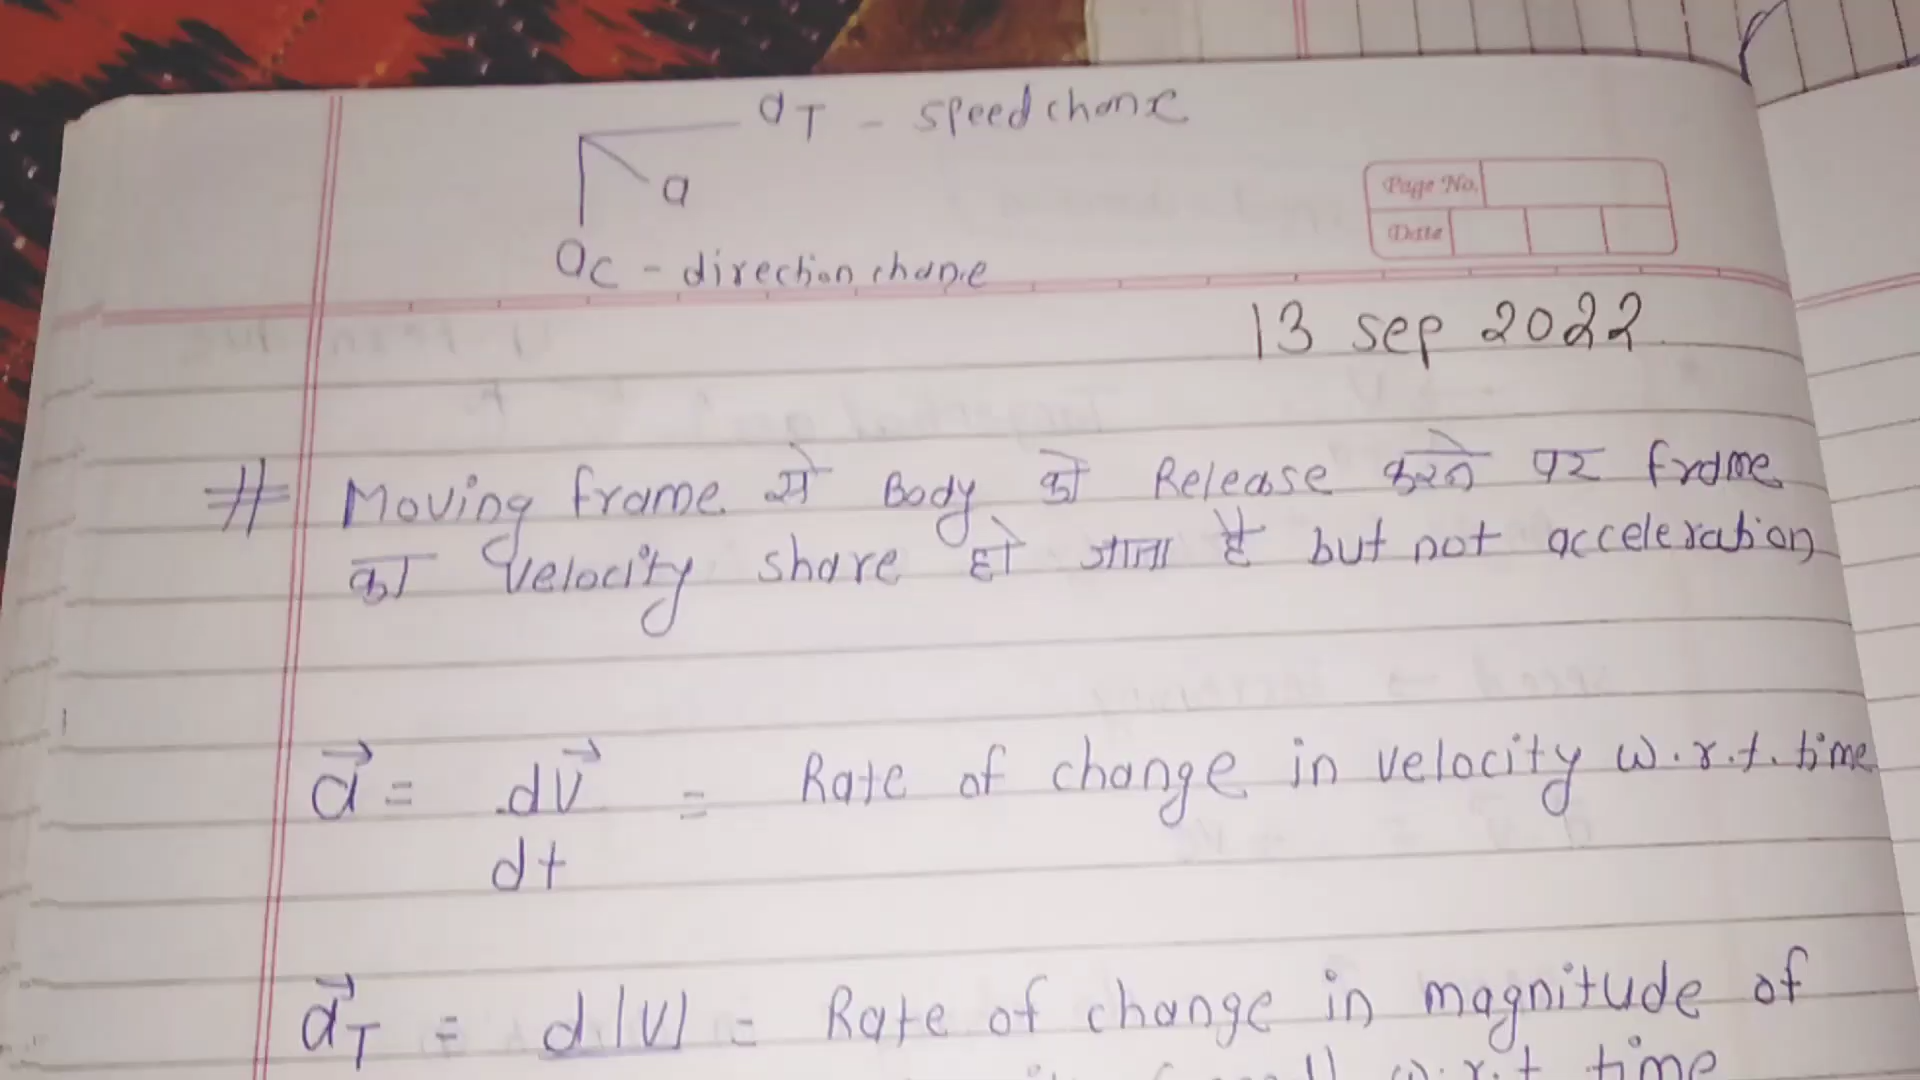 aT - speed change
a
ac - direction change
Page No.
Date
13 sep 2022
# Moving frame से Body को Release करने पर frame
का velocity share हो जाता है but not acceleration
a⃗ = dv⃗ = Rate of change in velocity w.r.t. time
dt
a⃗T = d|v| = Rate of change in magnitude of
w.r.t time